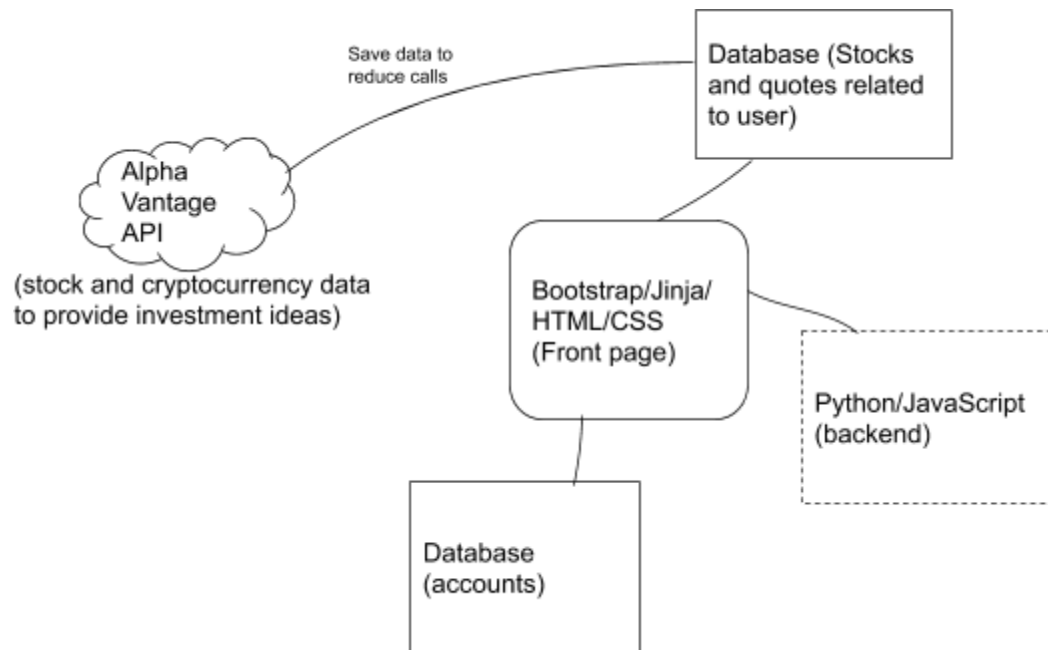 Save data to
reduce calls
Database (Stocks
and quotes related
to user)
Alpha
Vantage
API
(stock and cryptocurrency data
to provide investment ideas)
Bootstrap/Jinja/
HTML/CSS
(Front page)
Python/JavaScript
(backend)
Database
(accounts)